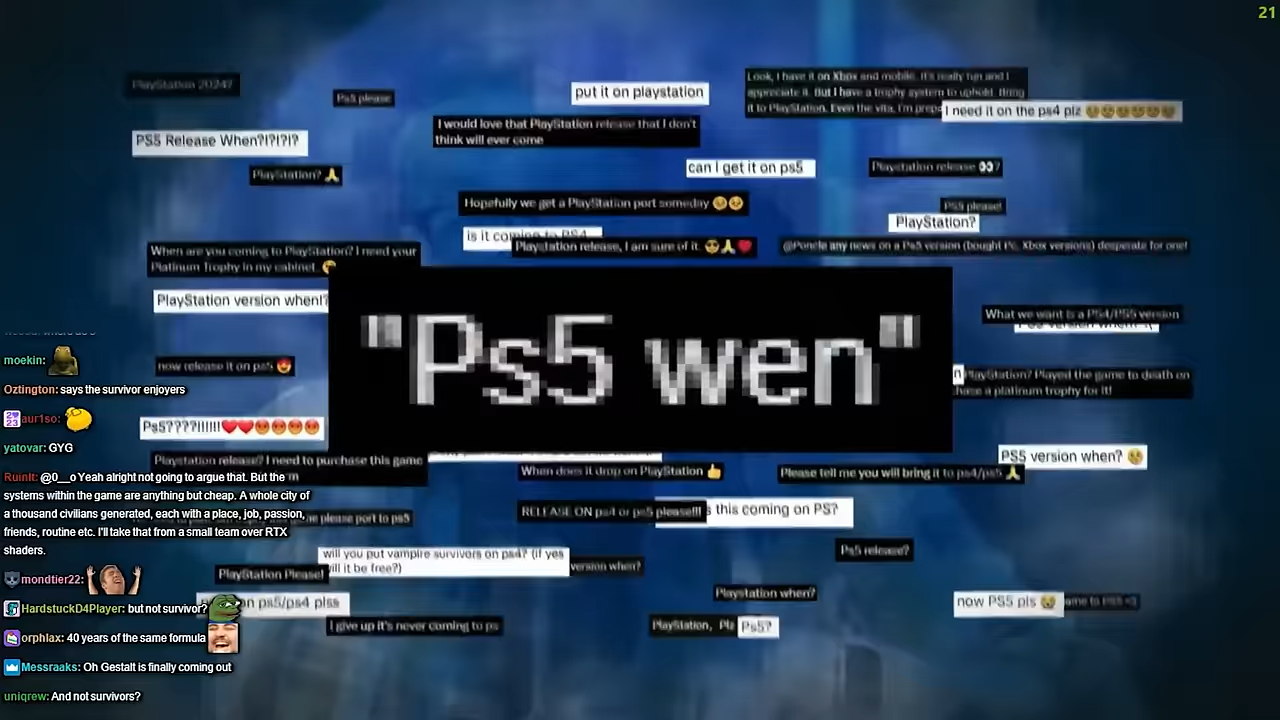 21
PlayStation 2024?
Ps5 please
put it on playstation
Look, I have it on Xbox and mobile. It's really fun and I
appreciate it. But I have a trophy system to uphold. Bring
it to PlayStation. Even the vita. I'm prepa
I need it on the ps4 plz 🥺🥺🥺🥺🥺🥺
PS5 Release When?!?!?!?
I would love that PlayStation release that I don't
think will ever come
PlayStation? 🙏
can I get it on ps5
Playstation release 👀?
Hopefully we get a PlayStation port someday 🥺🥺
PS5 please!
PlayStation?
is it coming to PS4
Playstation release, I am sure of it 😎🙏❤️
@Poncle any news on a Ps5 version (bought PC, Xbox versions) desperate for one!
When are you coming to PlayStation? I need your
Platinum Trophy in my cabinet.
PlayStation version when!?
"Ps5 wen"
What we want is a PS4/PS5 version
PS5 version when? :(
moekin:
now release it on ps5 😍
PlayStation? Played the game to death on
chase a platinum trophy for it!
Oztington: says the survivor enjoyers
aur1so:
Ps5????!!!!!!❤️❤️😡😡😡😡
yatovar: GYG
PS5 version when? 😢
Playstation release? I need to purchase this game
When does it drop on PlayStation 👍
Please tell me you will bring it to ps4/ps5 🙏
Ruinlt: @0__o Yeah alright not going to argue that. But the
systems within the game are anything but cheap. A whole city of
a thousand civilians generated, each with a place, job, passion,
friends, routine etc. I'll take that from a small team over RTX
shaders.
please port to ps5
RELEASE ON ps4 or ps5 please!!!
s this coming on PS?
Ps5 release?
will you put vampire survivors on ps4? (if yes
will it be free?)
version when?
mondtier22:
PlayStation Please!
PlayStation when?
HardstuckD4Player: but not survivor?
on ps5/ps4 plss
now PS5 pls 😢
ame to PS5 <3
orphlax: 40 years of the same formula
I give up it's never coming to ps
PlayStation, Pl
Ps5?
Messraaks: Oh Gestalt is finally coming out
uniqrew: And not survivors?